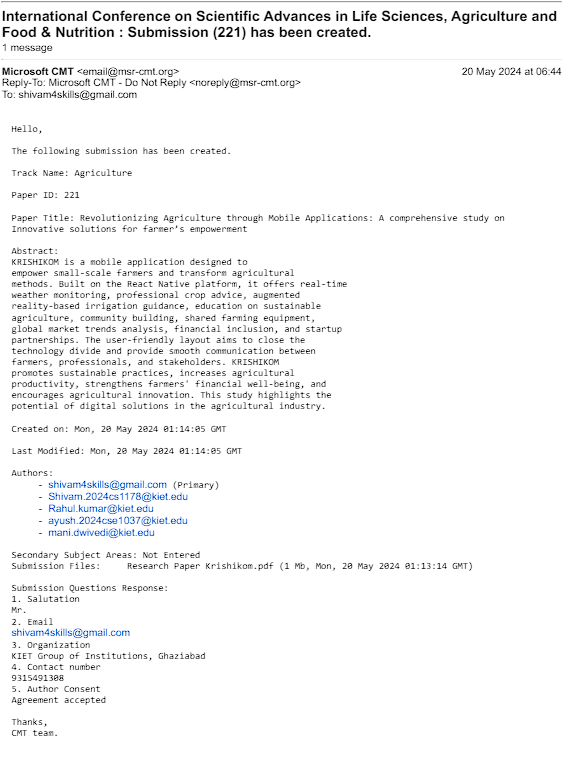 International Conference on Scientific Advances in Life Sciences, Agriculture and
Food & Nutrition : Submission (221) has been created.
1 message
Microsoft CMT <email@msr-cmt.org> 20 May 2024 at 06:44
Reply-To: Microsoft CMT - Do Not Reply <noreply@msr-cmt.org>
To: shivam4skills@gmail.com
Hello,
The following submission has been created.
Track Name: Agriculture
Paper ID: 221
Paper Title: Revolutionizing Agriculture through Mobile Applications: A comprehensive study on
Innovative solutions for farmer's empowerment
Abstract:
KRISHIKOM is a mobile application designed to
empower small-scale farmers and transform agricultural
methods. Built on the React Native platform, it offers real-time
weather monitoring, professional crop advice, augmented
reality-based irrigation guidance, education on sustainable
agriculture, community building, shared farming equipment,
global market trends analysis, financial inclusion, and startup
partnerships. The user-friendly layout aims to close the
technology divide and provide smooth communication between
farmers, professionals, and stakeholders. KRISHIKOM
promotes sustainable practices, increases agricultural
productivity, strengthens farmers' financial well-being, and
encourages agricultural innovation. This study highlights the
potential of digital solutions in the agricultural industry.
Created on: Mon, 20 May 2024 01:14:05 GMT
Last Modified: Mon, 20 May 2024 01:14:05 GMT
Authors:
- shivam4skills@gmail.com (Primary)
- Shivam.2024cs1178@kiet.edu
- Rahul.kumar@kiet.edu
- ayush.2024cse1037@kiet.edu
- mani.dwivedi@kiet.edu
Secondary Subject Areas: Not Entered
Submission Files: Research Paper Krishikom.pdf (1 Mb, Mon, 20 May 2024 01:13:14 GMT)
Submission Questions Response:
1. Salutation
Mr.
2. Email
shivam4skills@gmail.com
3. Organization
KIET Group of Institutions, Ghaziabad
4. Contact number
9315491308
5. Author Consent
Agreement accepted
Thanks,
CMT team.